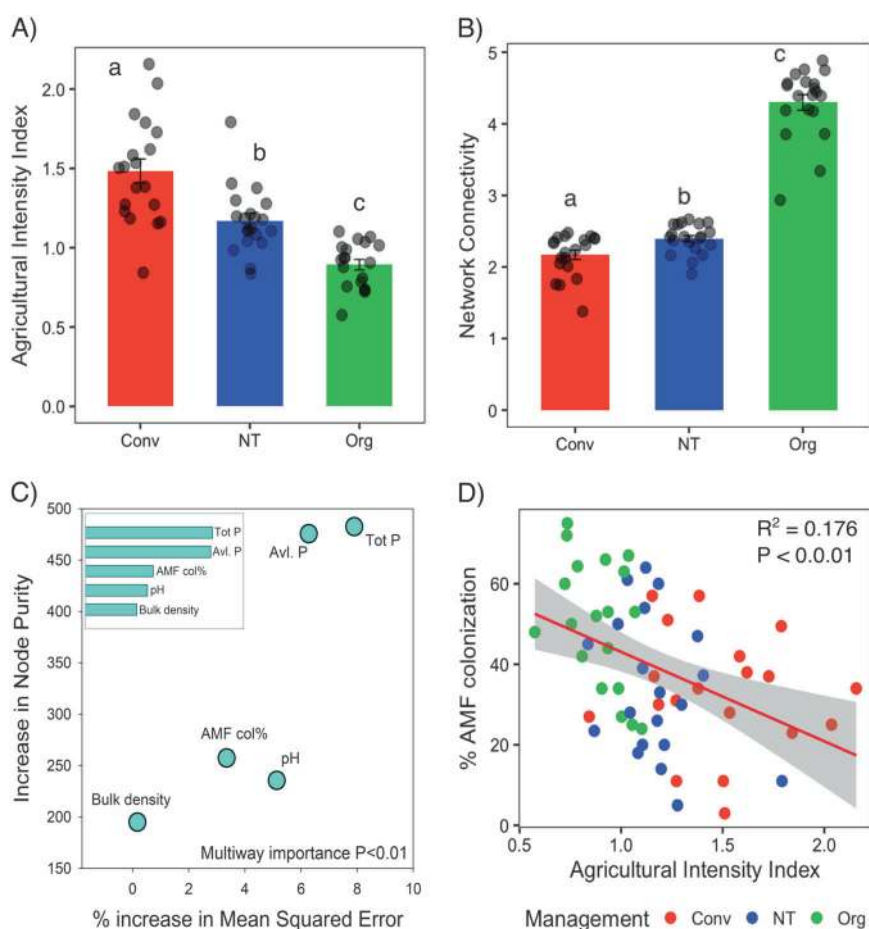 A)
Agricultural Intensity Index
2.0
1.5
1.0
0.5
0.0
a
b
c
Conv NT Org
B)
Network Connectivity
5
4
3
2
1
0
a
b
c
Conv NT Org
C)
Increase in Node Purity
500
450
400
350
300
250
200
150
Tot P
Avl. P
AMF col%
pH
Bulk density
Avl. P
Tot P
AMF col%
pH
Bulk density
Multiway importance P<0.01
0 2 4 6 8 10
% increase in Mean Squared Error
D)
% AMF colonization
60
40
20
0
R² = 0.176
P < 0.0.01
0.5 1.0 1.5 2.0
Agricultural Intensity Index
Management Conv NT Org